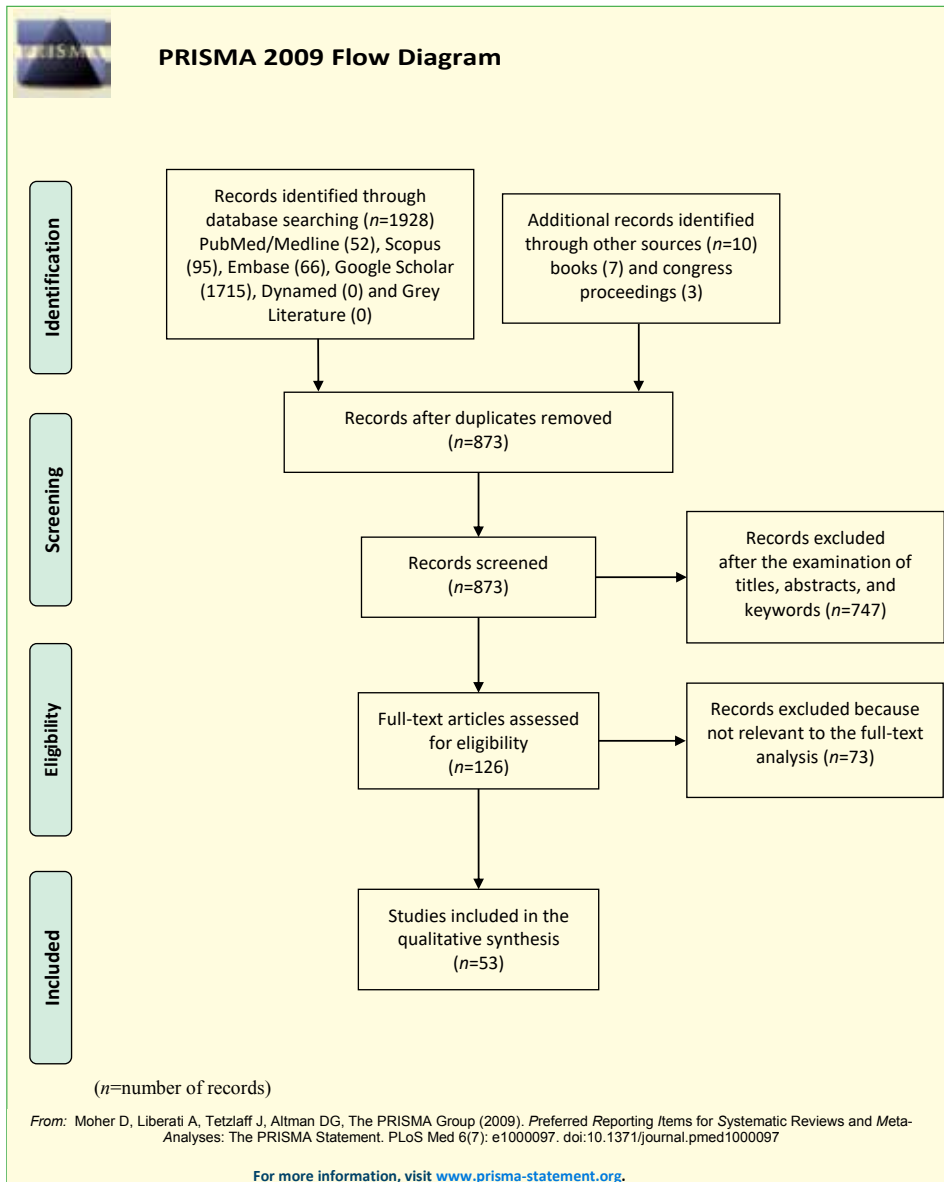 PRISMA
PRISMA 2009 Flow Diagram
Identification
Records identified through
database searching (n=1928)
PubMed/Medline (52), Scopus
(95), Embase (66), Google Scholar
(1715), Dynamed (0) and Grey
Literature (0)
Additional records identified
through other sources (n=10)
books (7) and congress
proceedings (3)
Screening
Records after duplicates removed
(n=873)
Records screened
(n=873)
Records excluded
after the examination of
titles, abstracts, and
keywords (n=747)
Eligibility
Full-text articles assessed
for eligibility
(n=126)
Records excluded because
not relevant to the full-text
analysis (n=73)
Included
Studies included in the
qualitative synthesis
(n=53)
(n=number of records)
From: Moher D, Liberati A, Tetzlaff J, Altman DG, The PRISMA Group (2009). Preferred Reporting Items for Systematic Reviews and Meta-
Analyses: The PRISMA Statement. PLoS Med 6(7): e1000097. doi:10.1371/journal.pmed1000097
For more information, visit www.prisma-statement.org.